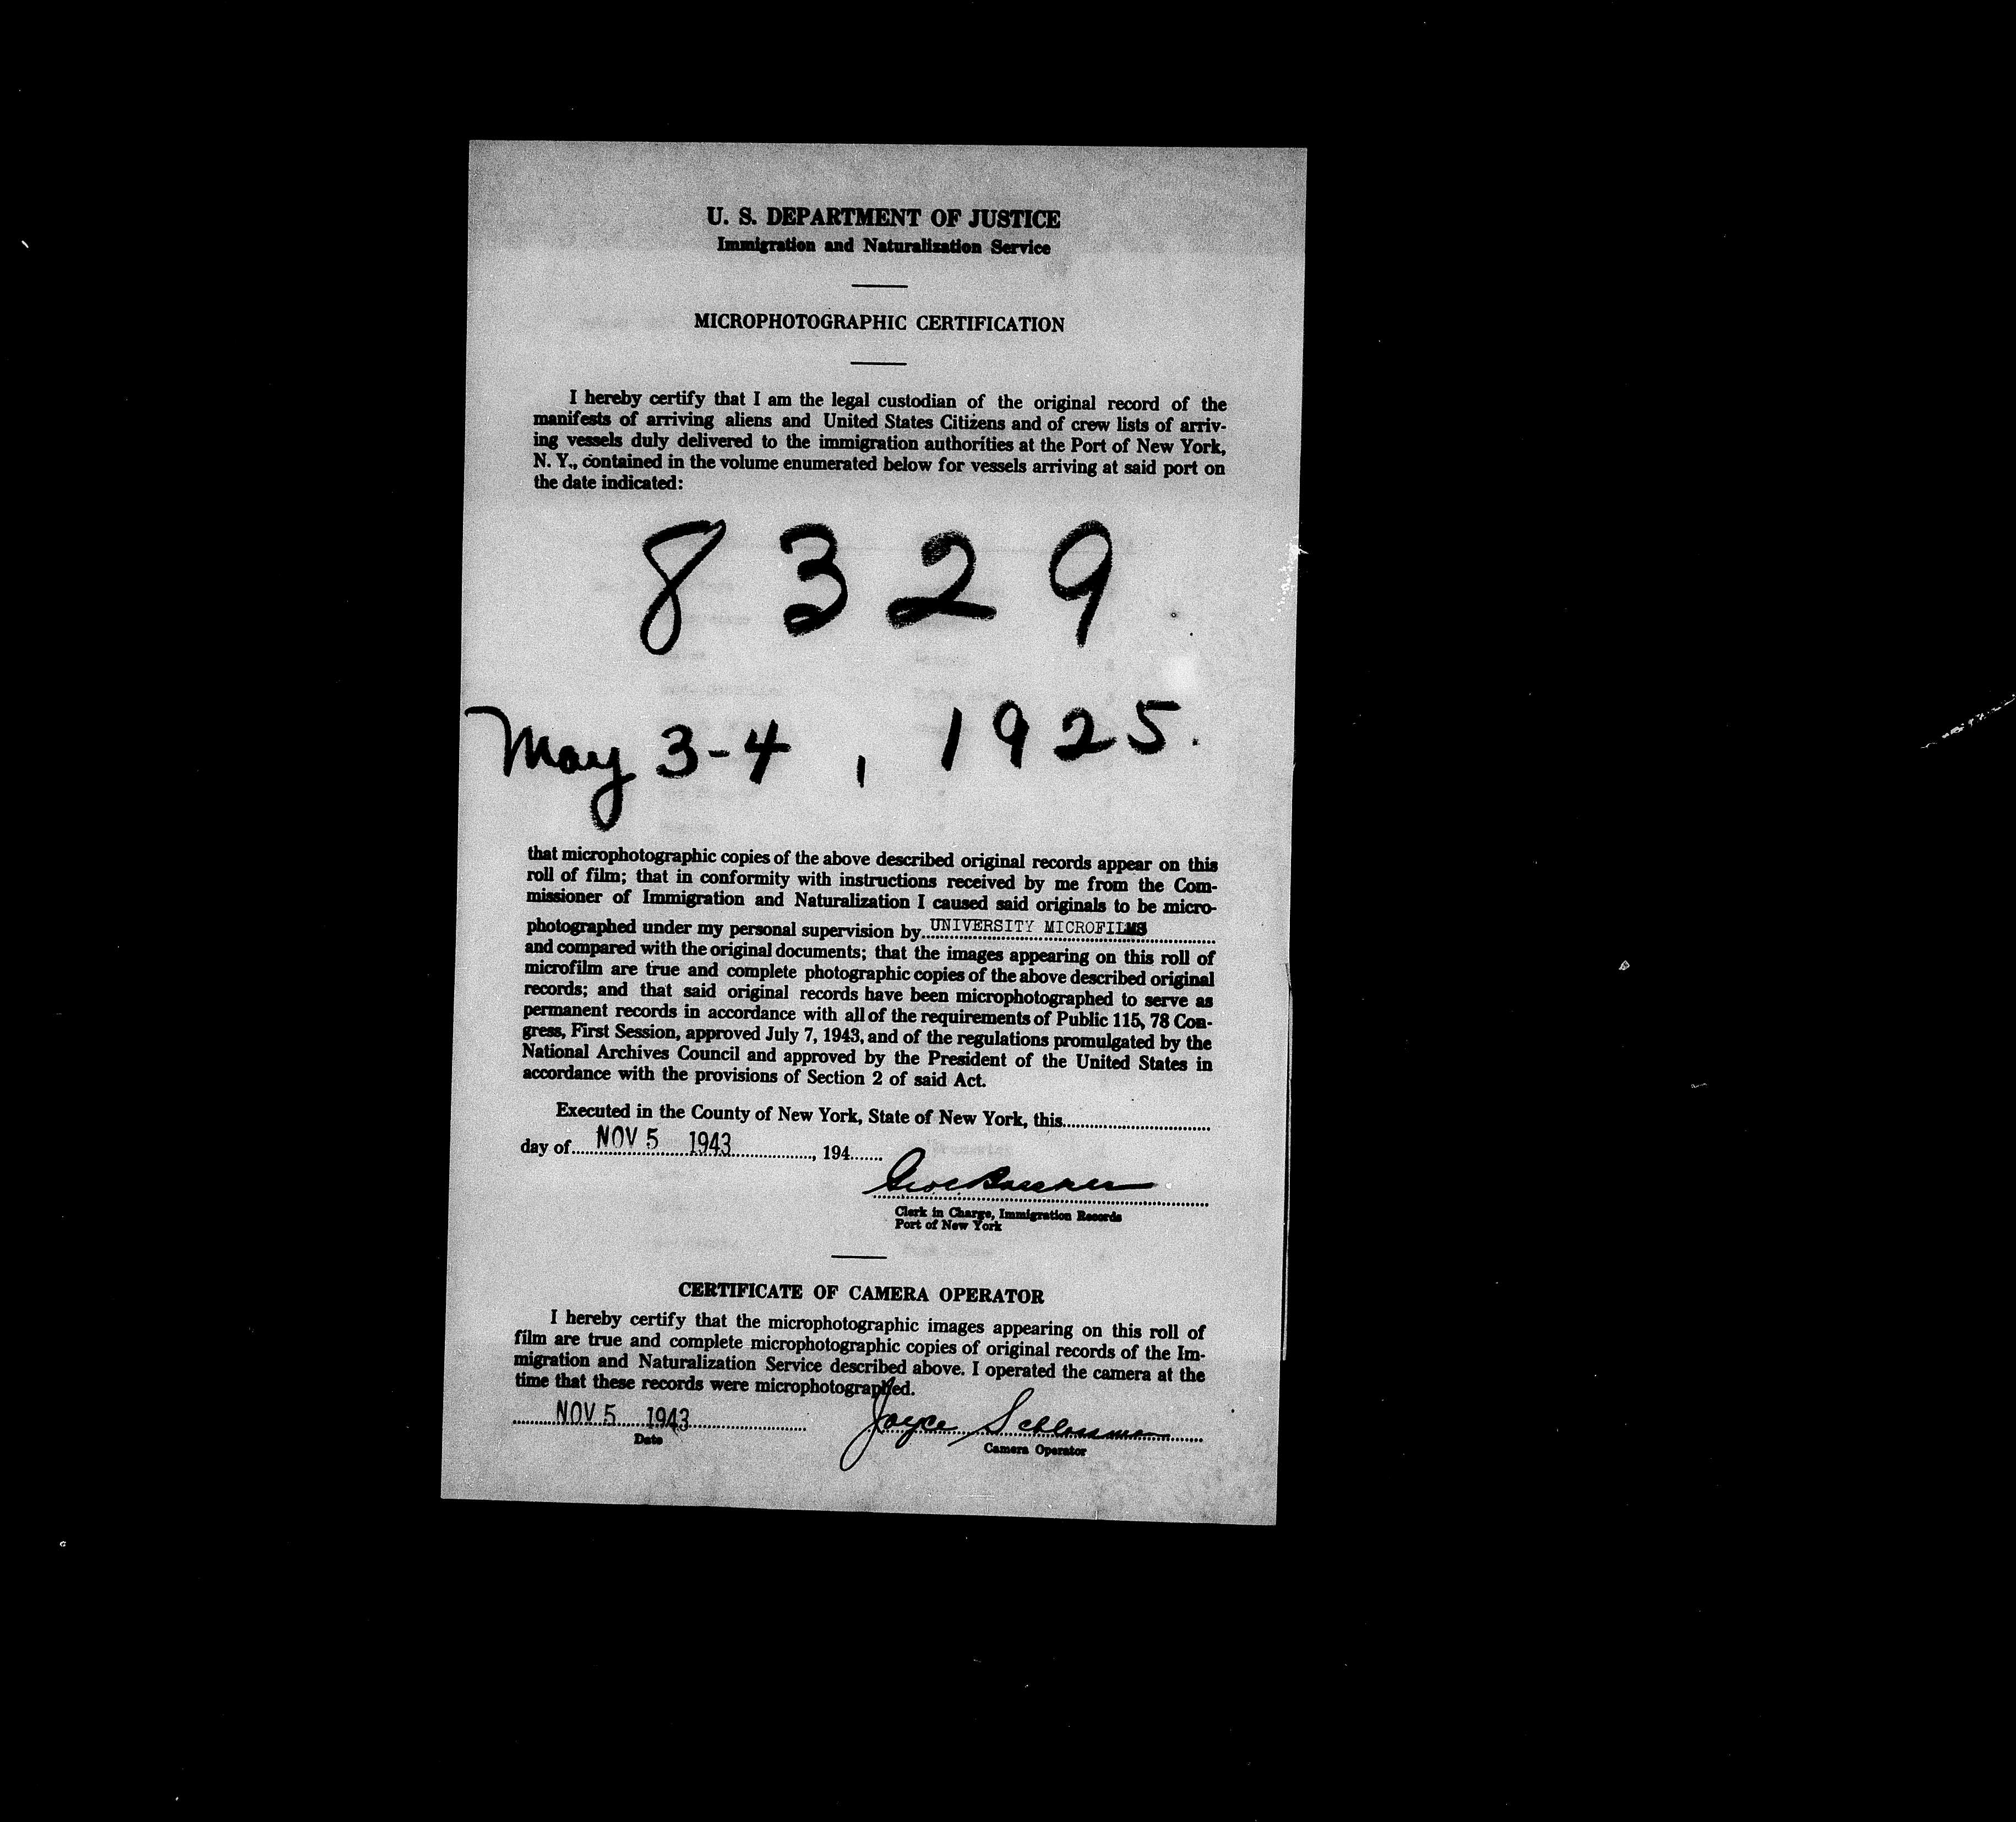 U. S. DEPARTMENT OF JUSTICE
Immigration and Naturalization Service
MICROPHOTOGRAPHIC CERTIFICATION
I hereby certify that I am the legal custodian of the original record of the
manifests of arriving aliens and United States Citizens and of crew lists of arriv-
ing vessels duly delivered to the immigration authorities at the Port of New York,
N. Y., contained in the volume enumerated below for vessels arriving at said port on
the date indicated:
8329
May 3-4, 1925.
that microphotographic copies of the above described original records appear on this
roll of film; that in conformity with instructions received by me from the Com-
missioner of Immigration and Naturalization I caused said originals to be micro-
photographed under my personal supervision by UNIVERSITY MICROFILMS
and compared with the original documents; that the images appearing on this roll of
microfilm are true and complete photographic copies of the above described original
records; and that said original records have been microphotographed to serve as
permanent records in accordance with all of the requirements of Public 115, 78 Con-
gress, First Session, approved July 7, 1943, and of the regulations promulgated by the
National Archives Council and approved by the President of the United States in
accordance with the provisions of Section 2 of said Act.
Executed in the County of New York, State of New York, this
day of NOV 5 1943, 194
Clerk in Charge, Immigration Records
Port of New York
CERTIFICATE OF CAMERA OPERATOR
I hereby certify that the microphotographic images appearing on this roll of
film are true and complete microphotographic copies of original records of the Im-
migration and Naturalization Service described above. I operated the camera at the
time that these records were microphotographed.
NOV 5 1943 Joyce Schlossman
Date Camera Operator